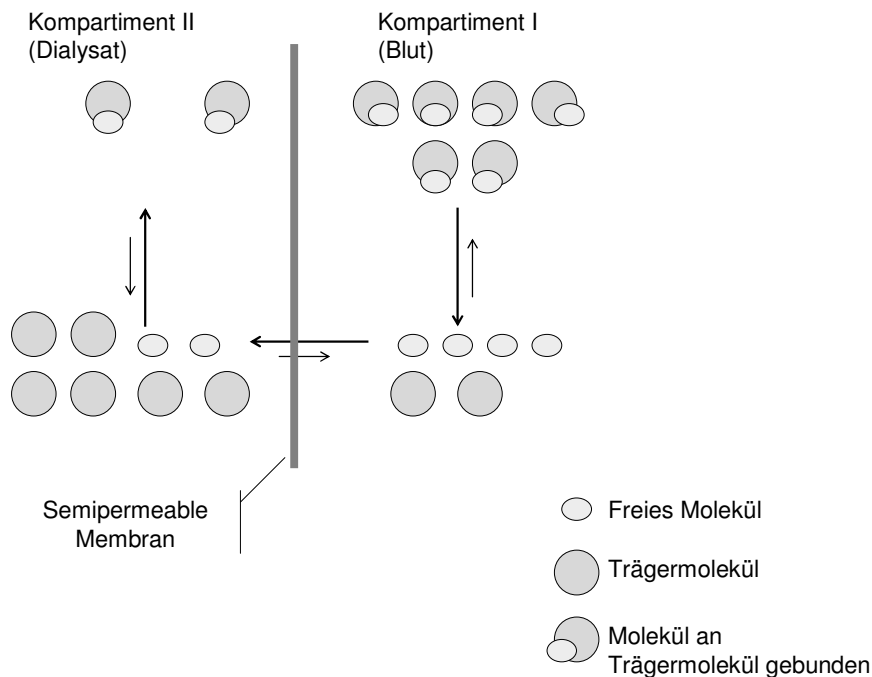 Kompartiment II
(Dialysat)
Kompartiment I
(Blut)
Semipermeable
Membran
Freies Molekül
Trägermolekül
Molekül an
Trägermolekül gebunden